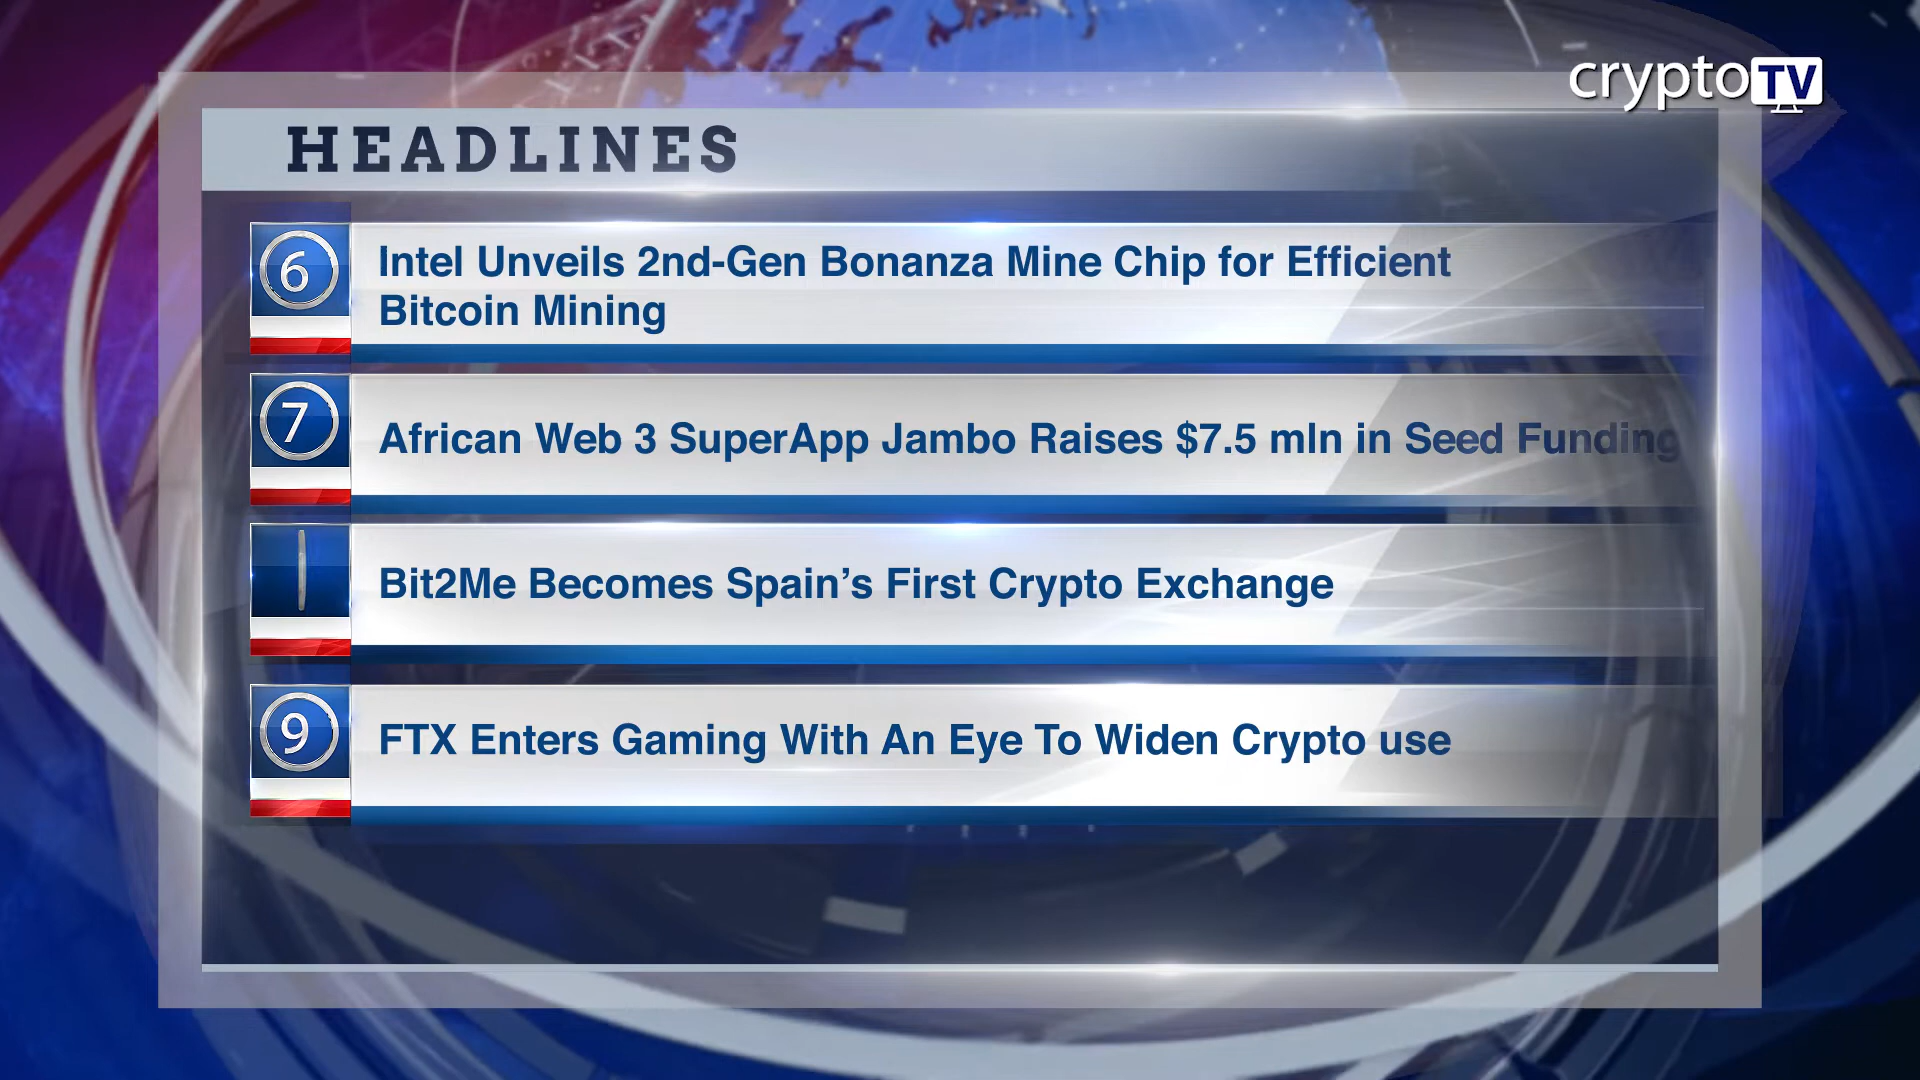 cryptoTV
HEADLINES
6
Intel Unveils 2nd-Gen Bonanza Mine Chip for Efficient
Bitcoin Mining
7
African Web 3 SuperApp Jambo Raises $7.5 mln in Seed Funding
Bit2Me Becomes Spain’s First Crypto Exchange
9
FTX Enters Gaming With An Eye To Widen Crypto use